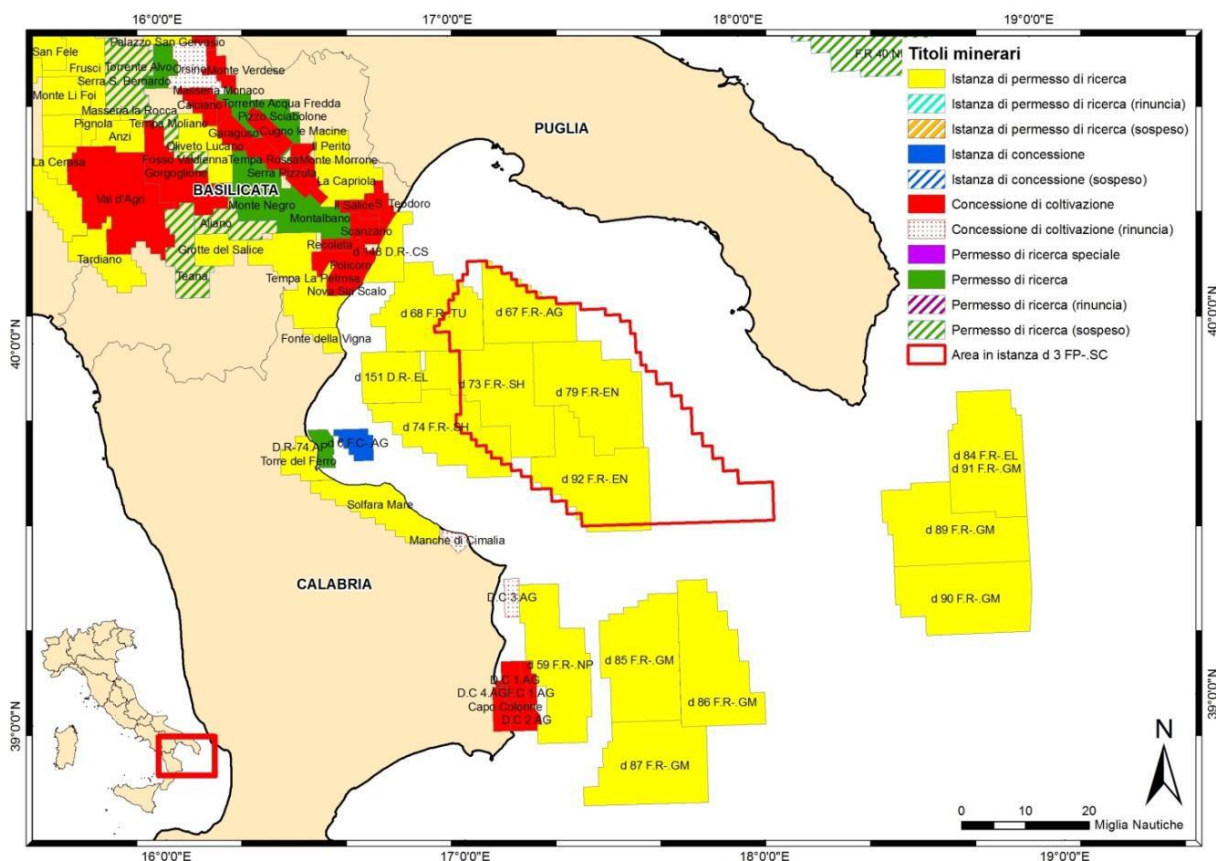 16°0'0"E 17°0'0"E 18°0'0"E 19°0'0"E
Palazzo San Gervasio
San Fele
Torrente Alvo
Orsino
Monte Verdese
Frusci
Serra S. Bernardo
Masseria Monaco
Monte Li Foi
Calciano
Torrente Acqua Fredda
Masseria la Rocca
Pizzo Sciabolone
Pignola
Tempa Moliano
Cugno le Macine
Anzi
Garaguso
Oliveto Lucano
Il Perito
La Cerasa
Fosso Valdienna
Tempa Rossa
Monte Morrone
Gorgoglione
Serra Pizzuta
La Capriola
BASILICATA
Val d'Agri
Monte Negro
Il Salice
S. Teodoro
Aliano
Montalbano
Scanzano
Grotte del Salice
Recoleta
d 148 D.R-.CS
Tardiano
Policoro
Teana
Tempa La Petrosa
Nova Siri Scalo
Fonte della Vigna
PUGLIA
d 68 F.R-.TU
d 67 F.R-.AG
d 151 D.R-.EL
d 73 F.R-.SH
d 79 F.R-EN
d 74 F.R-.SH
D.R-74.AP
d 6 F.C-.AG
Torre del Ferro
d 92 F.R-.EN
Solfara Mare
Manche di Cimalia
CALABRIA
D.C 3.AG
d 59 F.R-.NP
D.C 1.AG
D.C 4.AG
F.C 1.AG
Capo Colonne
D.C 2.AG
d 85 F.R-.GM
d 86 F.R-.GM
d 87 F.R-.GM
d 84 F.R-.EL
d 91 F.R-.GM
d 89 F.R-.GM
d 90 F.R-.GM
Titoli minerari
Istanza di permesso di ricerca
Istanza di permesso di ricerca (rinuncia)
Istanza di permesso di ricerca (sospeso)
Istanza di concessione
Istanza di concessione (sospeso)
Concessione di coltivazione
Concessione di coltivazione (rinuncia)
Permesso di ricerca speciale
Permesso di ricerca
Permesso di ricerca (rinuncia)
Permesso di ricerca (sospeso)
Area in istanza d 3 FP-.SC
40°0'0"N 40°0'0"N
39°0'0"N 39°0'0"N
N
0 5 10 20
Miglia Nautiche
16°0'0"E 17°0'0"E 18°0'0"E 19°0'0"E